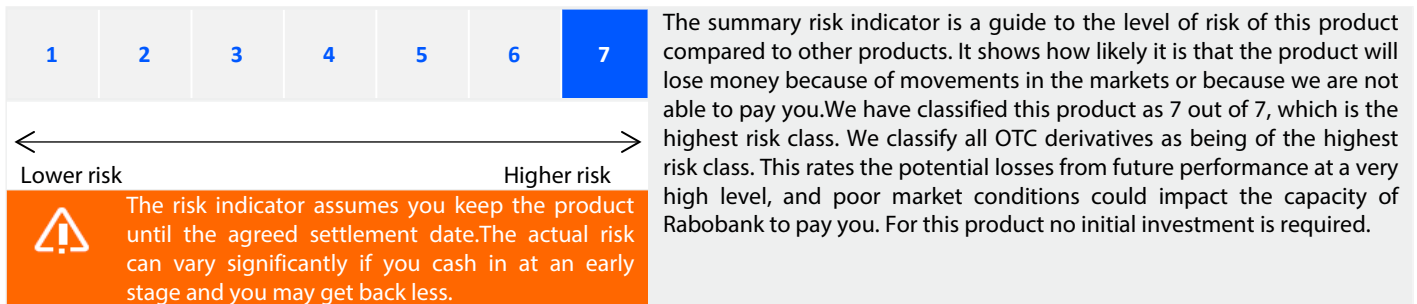 1 2 3 4 5 6 7
Lower risk Higher risk
The risk indicator assumes you keep the product
until the agreed settlement date.The actual risk
can vary significantly if you cash in at an early
stage and you may get back less.
The summary risk indicator is a guide to the level of risk of this product
compared to other products. It shows how likely it is that the product will
lose money because of movements in the markets or because we are not
able to pay you.We have classified this product as 7 out of 7, which is the
highest risk class. We classify all OTC derivatives as being of the highest
risk class. This rates the potential losses from future performance at a very
high level, and poor market conditions could impact the capacity of
Rabobank to pay you. For this product no initial investment is required.